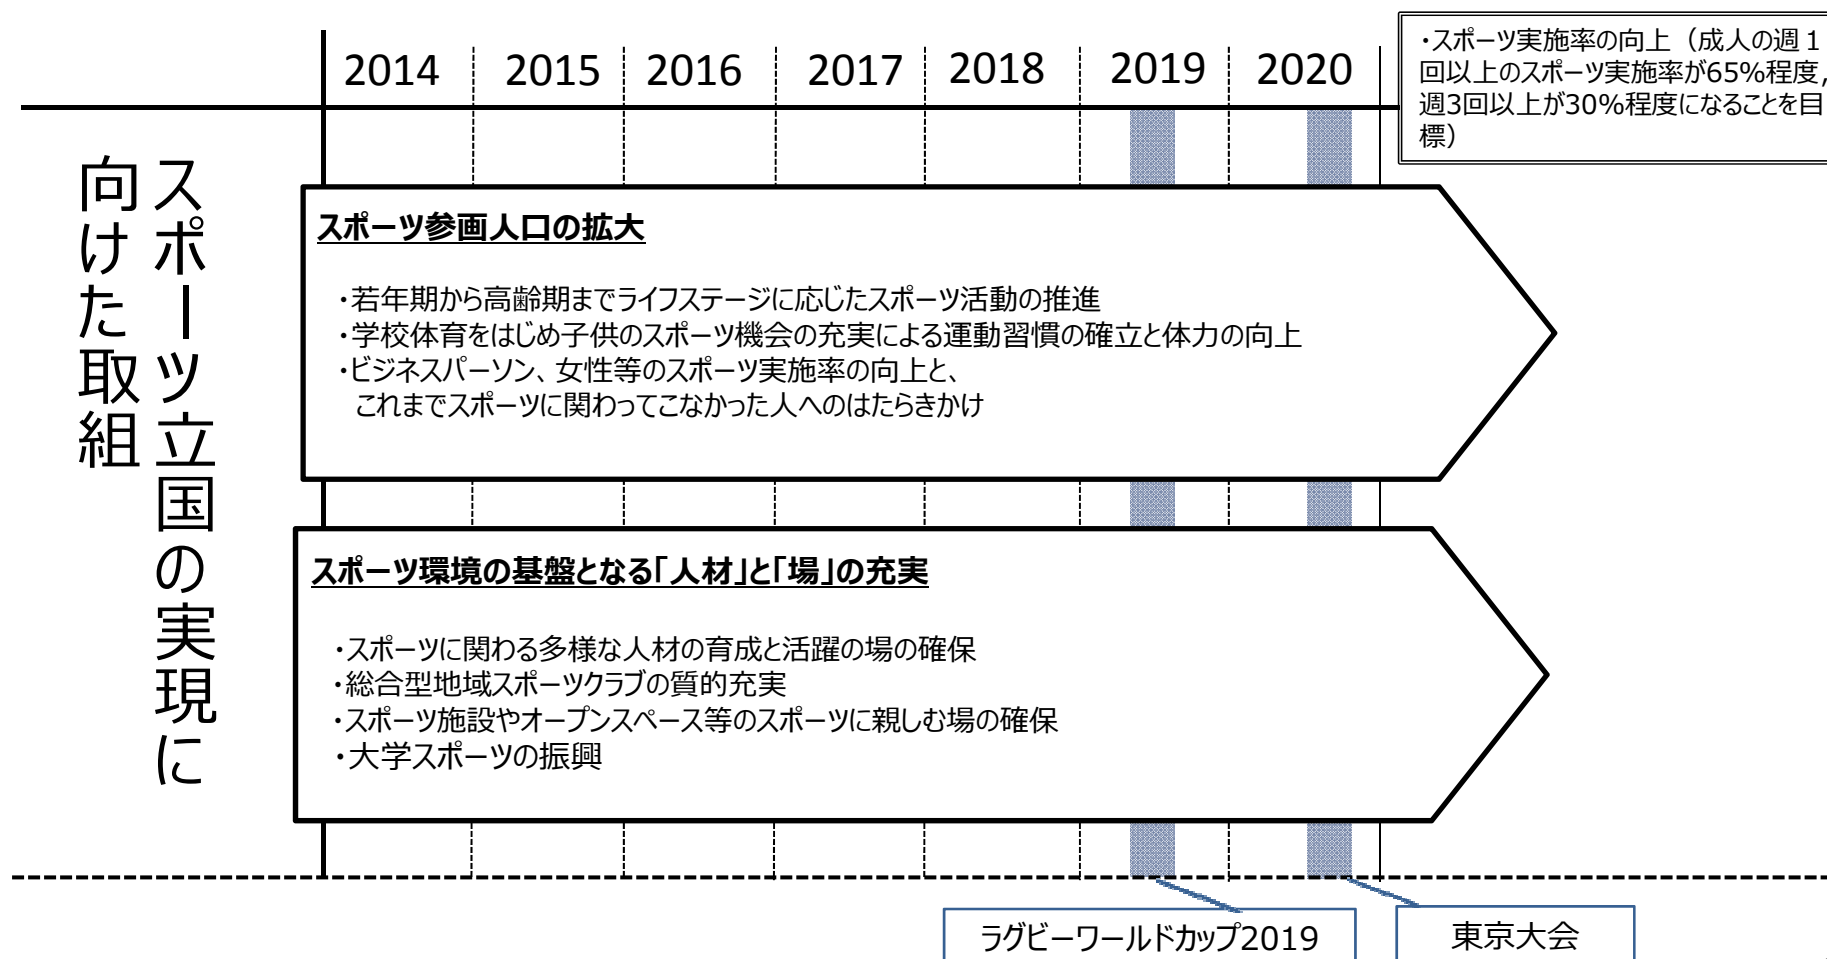 2014 2015 2016 2017 2018 2019 2020
・スポーツ実施率の向上（成人の週１
回以上のスポーツ実施率が65%程度,
週3回以上が30%程度になることを目
標）
スポーツ立国の実現に
向けた取組
スポーツ参画人口の拡大
・若年期から高齢期までライフステージに応じたスポーツ活動の推進
・学校体育をはじめ子供のスポーツ機会の充実による運動習慣の確立と体力の向上
・ビジネスパーソン、女性等のスポーツ実施率の向上と、
これまでスポーツに関わってこなかった人へのはたらきかけ
スポーツ環境の基盤となる「人材」と「場」の充実
・スポーツに関わる多様な人材の育成と活躍の場の確保
・総合型地域スポーツクラブの質的充実
・スポーツ施設やオープンスペース等のスポーツに親しむ場の確保
・大学スポーツの振興
ラグビーワールドカップ2019
東京大会